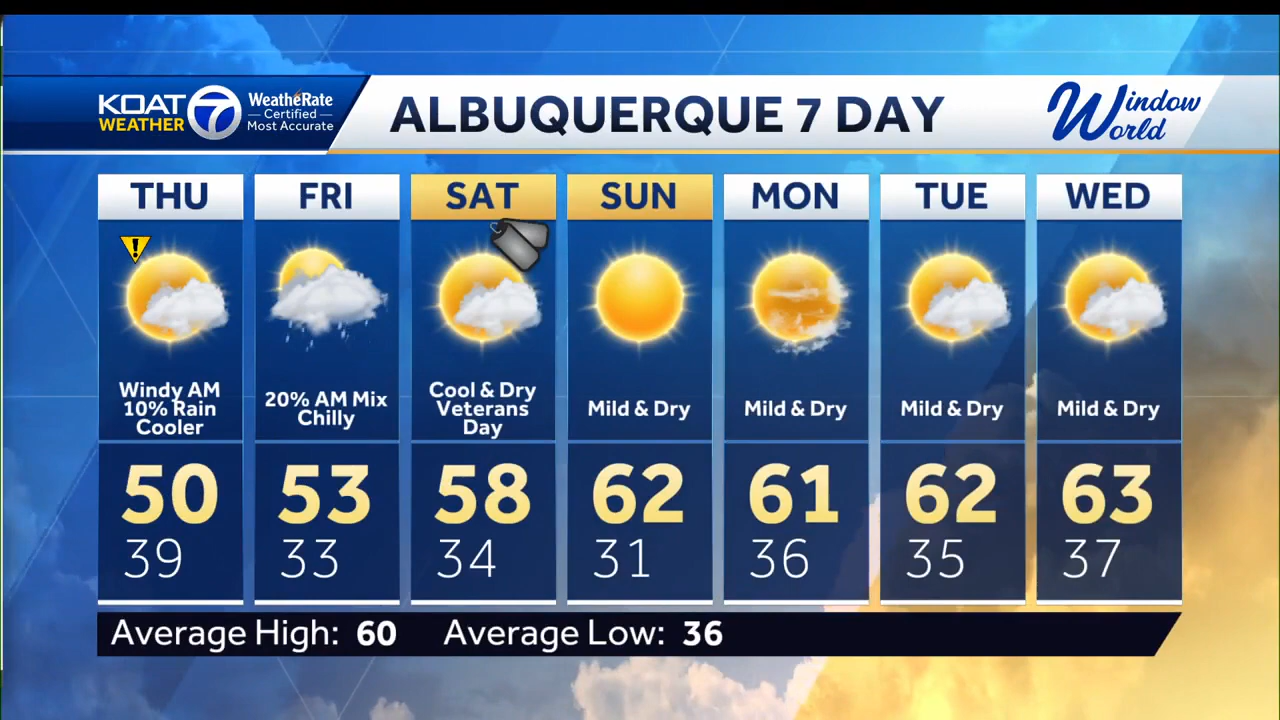 KOAT
WEATHER
7
WeatheRate
Certified
Most Accurate
ALBUQUERQUE 7 DAY
Window
World
THU
!
Windy AM
10% Rain
Cooler
50
39
FRI
20% AM Mix
Chilly
53
33
SAT
Cool & Dry
Veterans
Day
58
34
SUN
Mild & Dry
62
31
MON
Mild & Dry
61
36
TUE
Mild & Dry
62
35
WED
Mild & Dry
63
37
Average High: 60 Average Low: 36